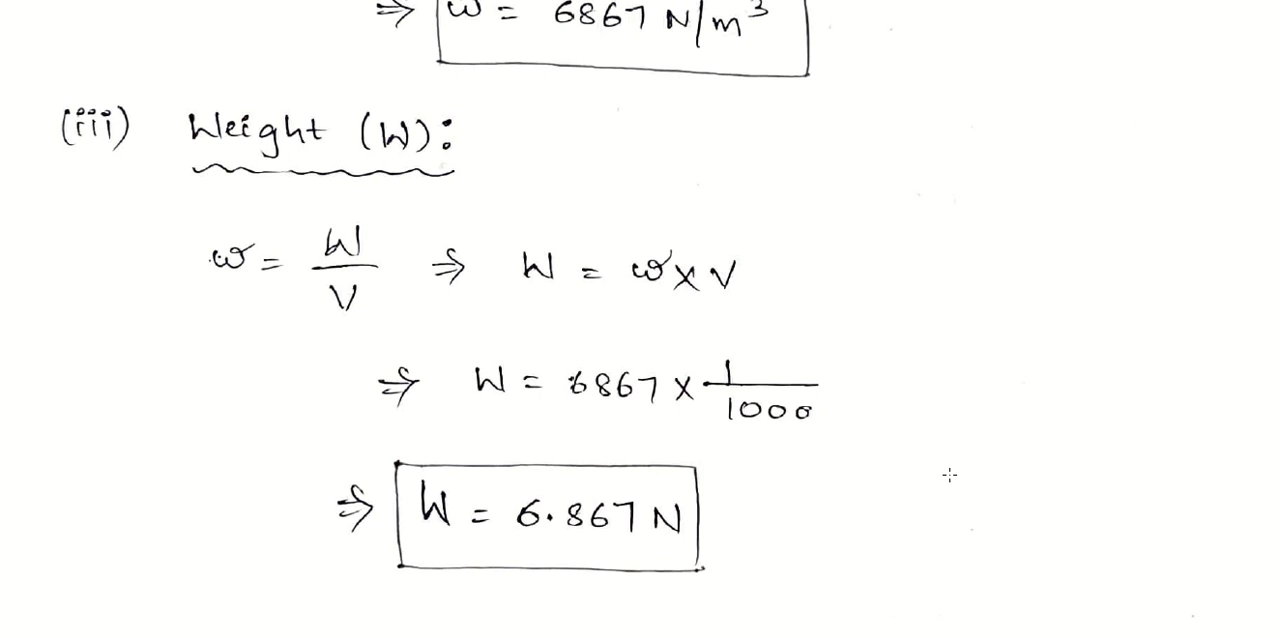 ⇒ w = 6867 N/m³
(iii) Weight (W):
w = W/V ⇒ W = w × V
⇒ W = 6867 × 1/1000
⇒ W = 6.867 N